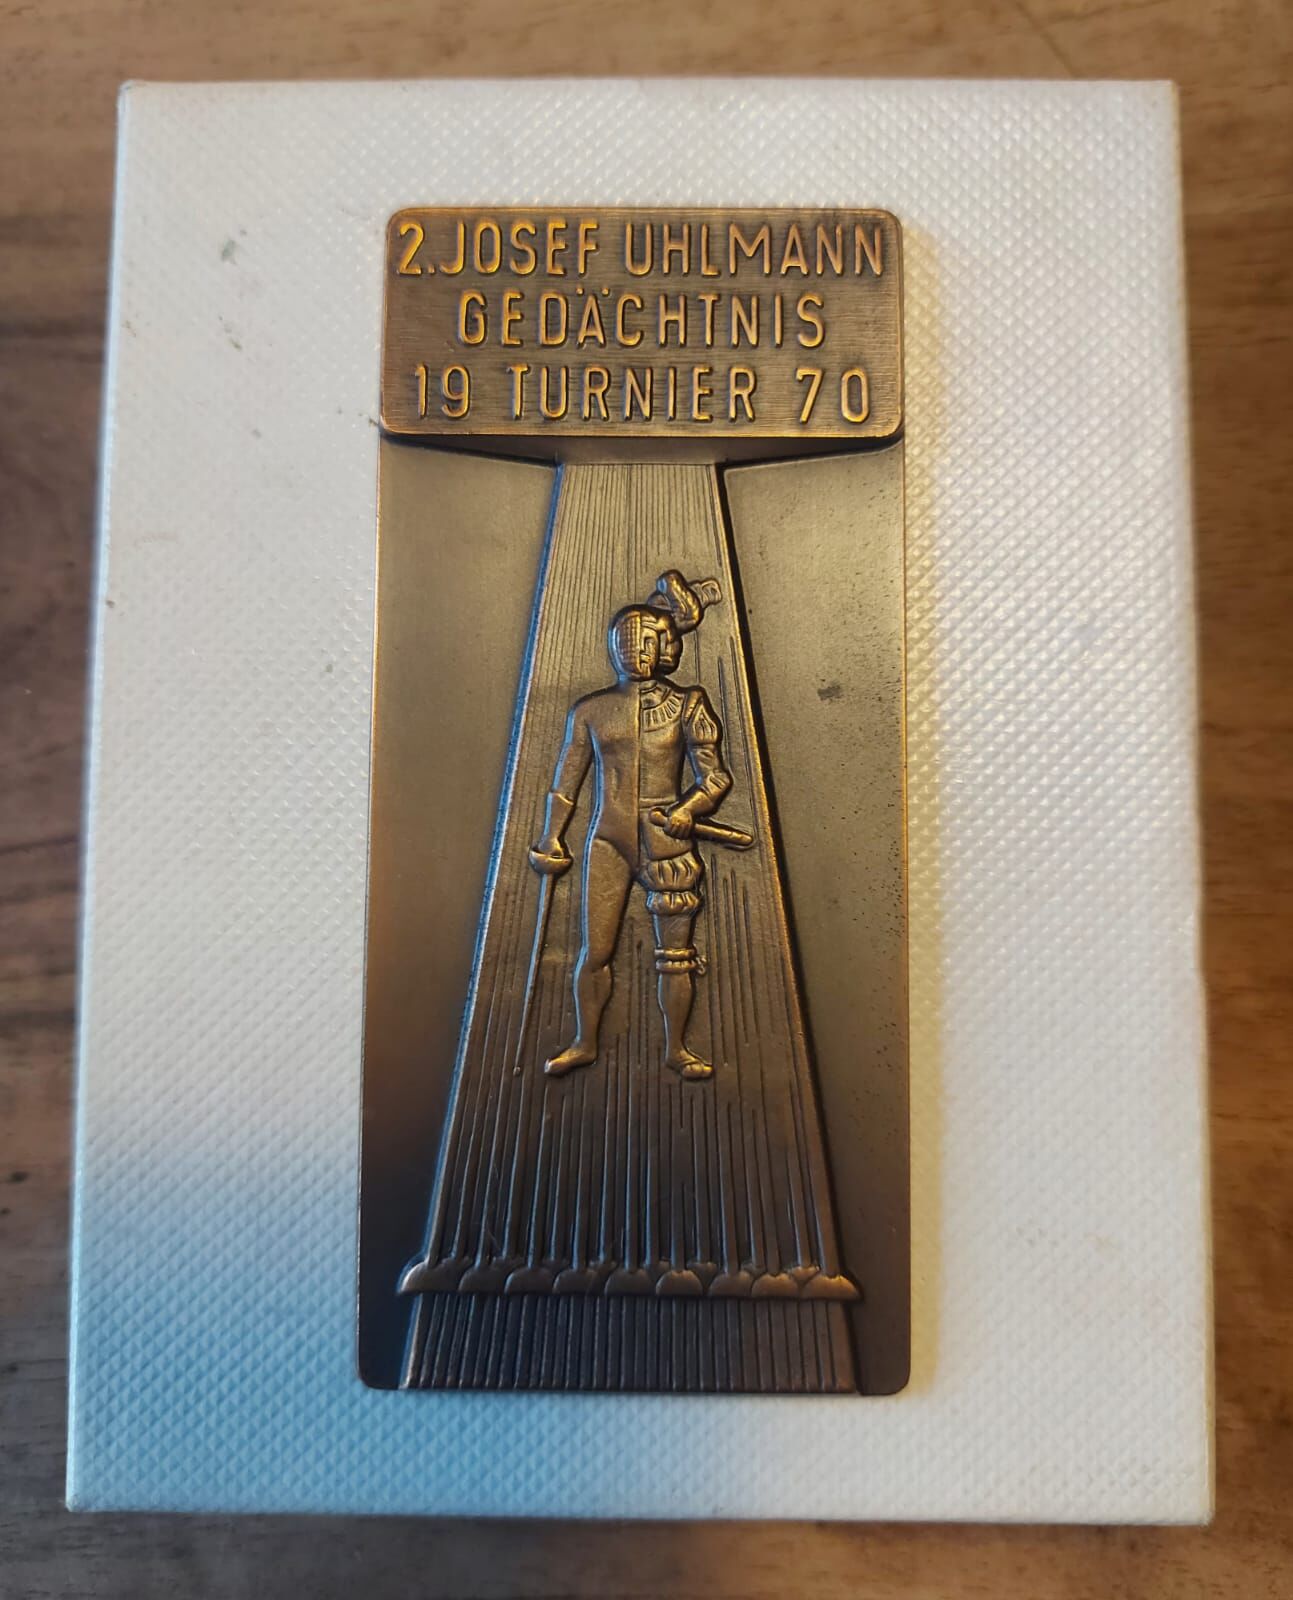 2.JOSEF UHLMANN
GEDÄCHTNIS
19 TURNIER 70